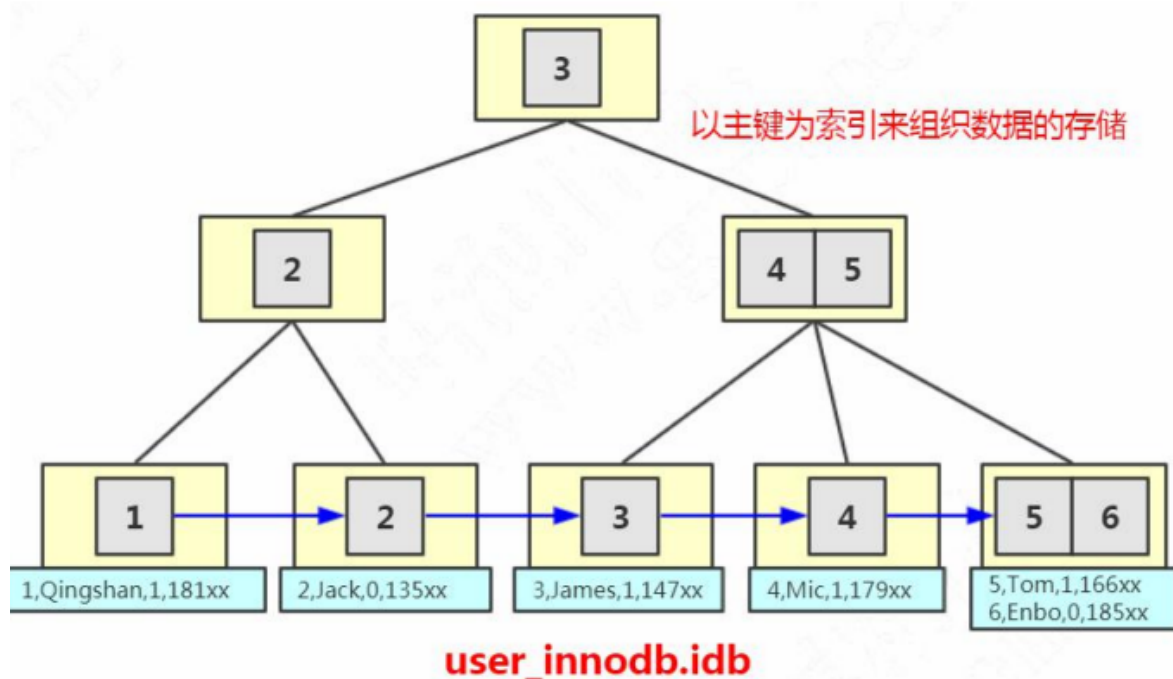 3
以主键为索引来组织数据的存储
2
4 5
1 2 3 4 5 6
1,Qingshan,1,181xx
2,Jack,0,135xx
3,James,1,147xx
4,Mic,1,179xx
5,Tom,1,166xx
6,Enbo,0,185xx
user_innodb.idb